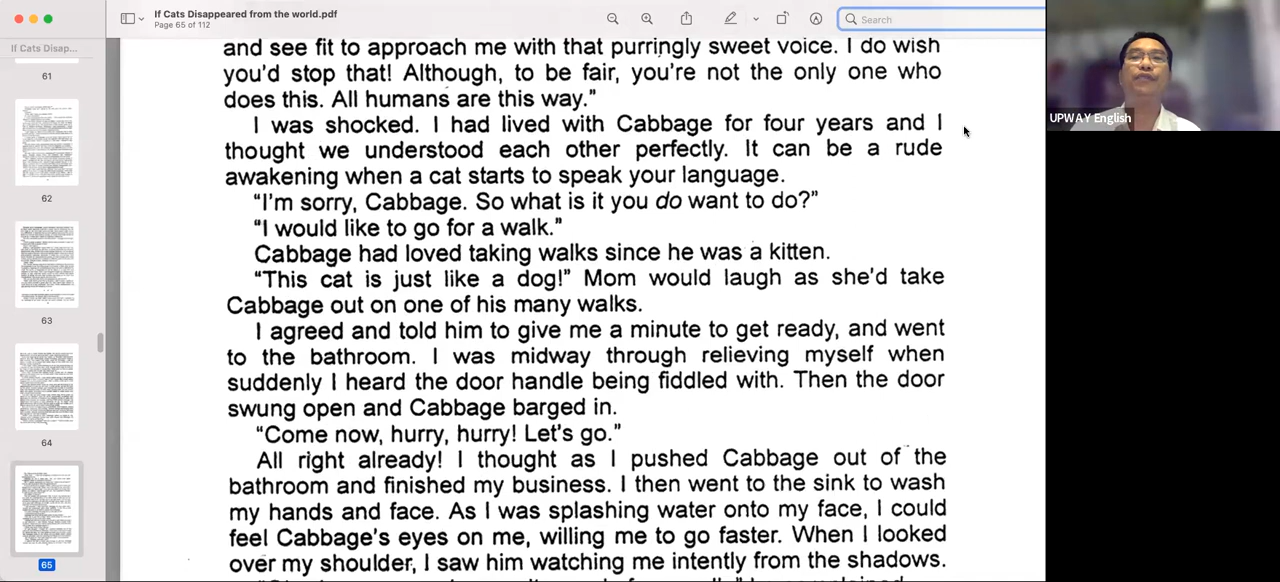 If Cats Disappeared from the world.pdf
Page 65 of 112
Search
If Cats Disap...
61
62
63
64
65
UPWAY English
and see fit to approach me with that purringly sweet voice. I do wish
you'd stop that! Although, to be fair, you're not the only one who
does this. All humans are this way."
I was shocked. I had lived with Cabbage for four years and I
thought we understood each other perfectly. It can be a rude
awakening when a cat starts to speak your language.
"I'm sorry, Cabbage. So what is it you do want to do?"
"I would like to go for a walk."
Cabbage had loved taking walks since he was a kitten.
"This cat is just like a dog!" Mom would laugh as she'd take
Cabbage out on one of his many walks.
I agreed and told him to give me a minute to get ready, and went
to the bathroom. I was midway through relieving myself when
suddenly I heard the door handle being fiddled with. Then the door
swung open and Cabbage barged in.
"Come now, hurry, hurry! Let's go."
All right already! I thought as I pushed Cabbage out of the
bathroom and finished my business. I then went to the sink to wash
my hands and face. As I was splashing water onto my face, I could
feel Cabbage's eyes on me, willing me to go faster. When I looked
over my shoulder, I saw him watching me intently from the shadows.